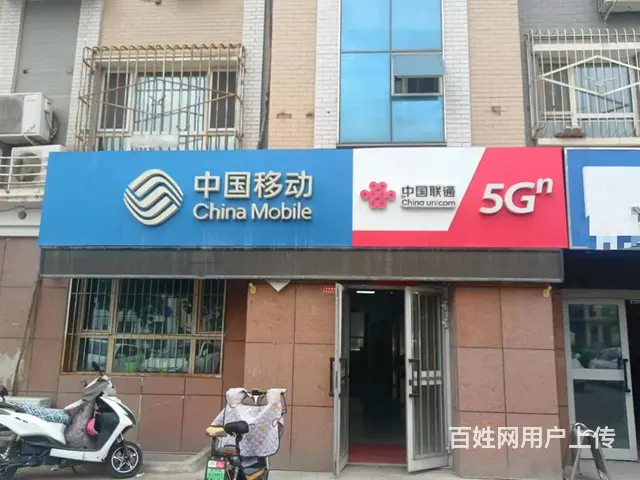 中国移动
China Mobile
中国联通
China unicom
5Gⁿ
百姓网用户上传